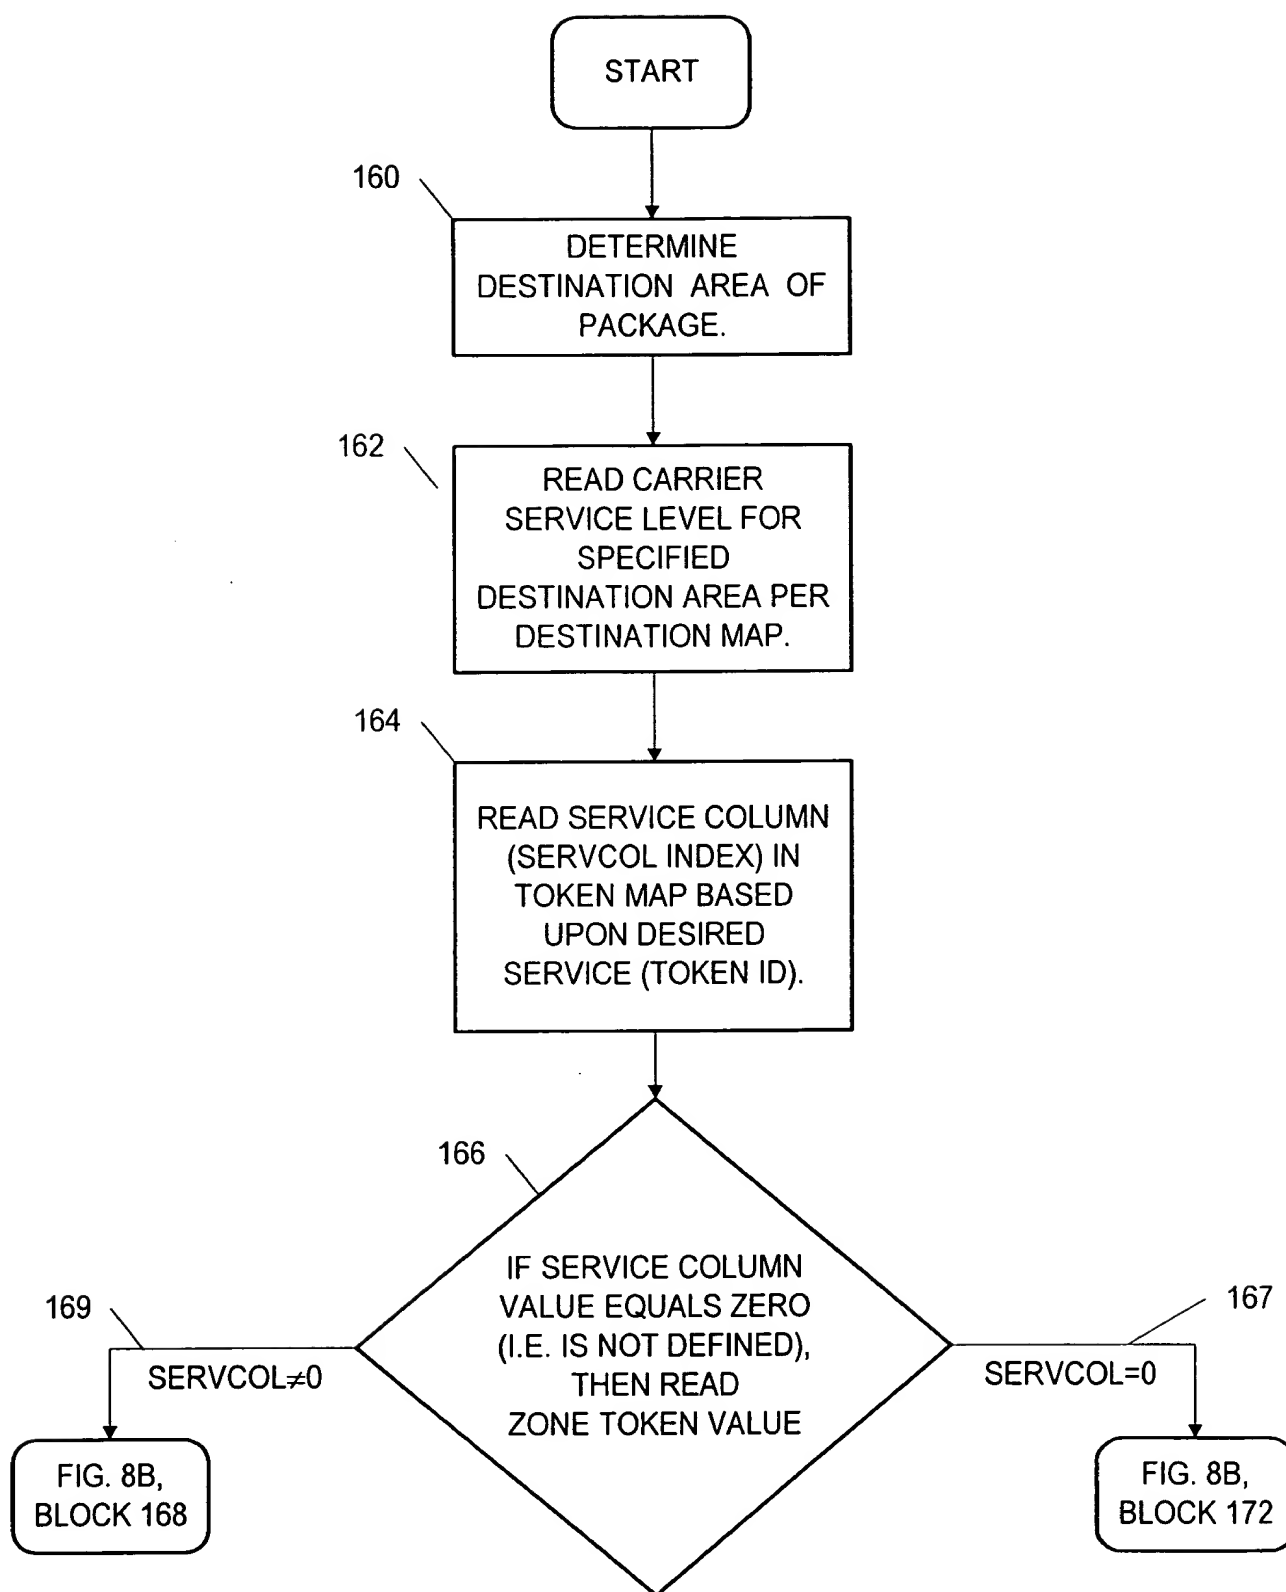 START
160
DETERMINE
DESTINATION AREA OF
PACKAGE.
162
READ CARRIER
SERVICE LEVEL FOR
SPECIFIED
DESTINATION AREA PER
DESTINATION MAP.
164
READ SERVICE COLUMN
(SERVCOL INDEX) IN
TOKEN MAP BASED
UPON DESIRED
SERVICE (TOKEN ID).
166
IF SERVICE COLUMN
VALUE EQUALS ZERO
(I.E. IS NOT DEFINED),
THEN READ
ZONE TOKEN VALUE
169
SERVCOL≠0
FIG. 8B,
BLOCK 168
167
SERVCOL=0
FIG. 8B,
BLOCK 172